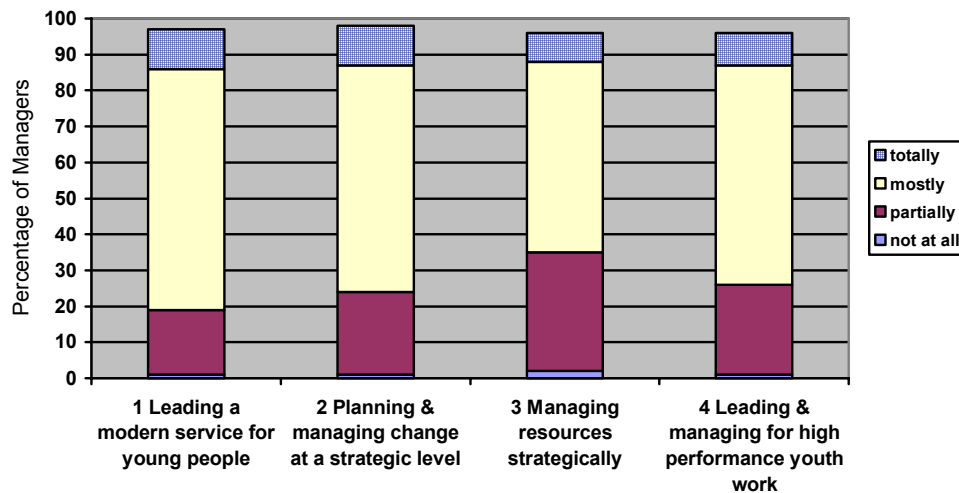 100
90
80
70
60
50
40
30
20
10
0
Percentage of Managers
totally
mostly
partially
not at all
1 Leading a
modern service for
young people
2 Planning &
managing change
at a strategic level
3 Managing
resources
strategically
4 Leading &
managing for high
performance youth
work